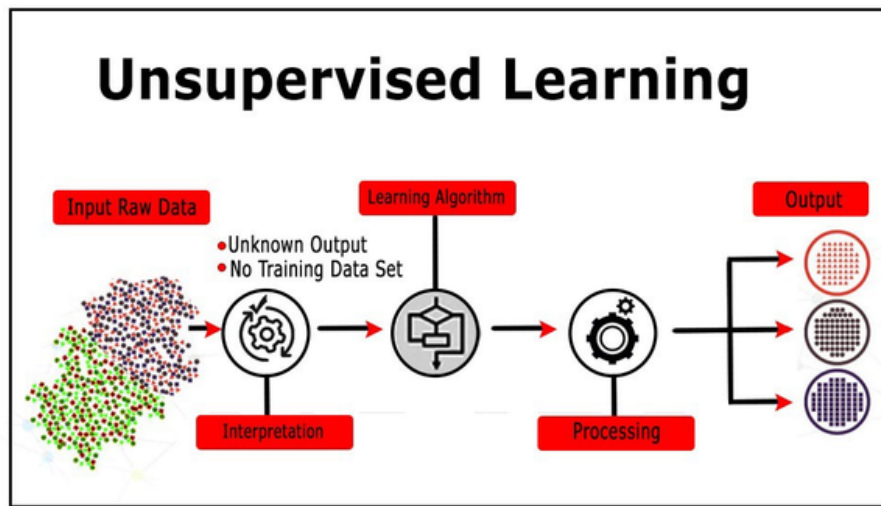 Unsupervised Learning
Input Raw Data
Learning Algorithm
Output
Unknown Output
No Training Data Set
Interpretation
Processing